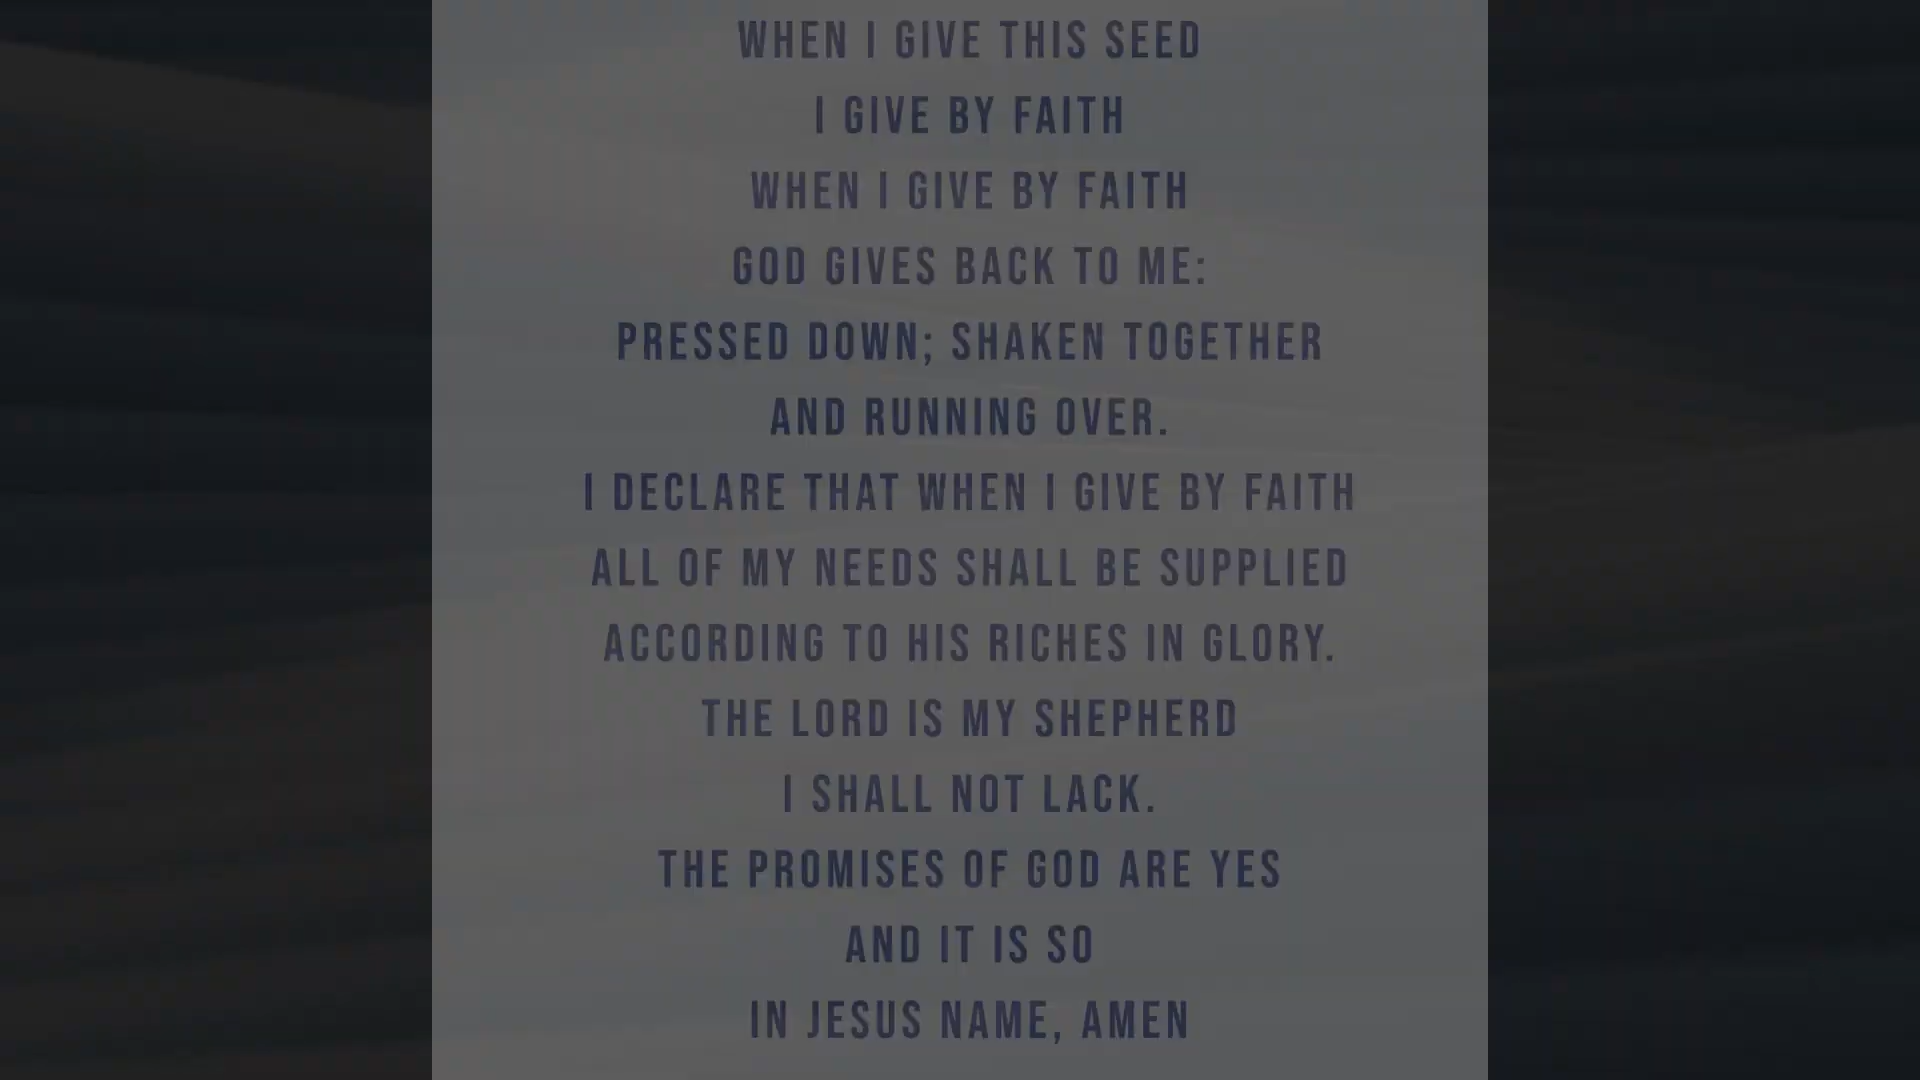 WHEN I GIVE THIS SEED
I GIVE BY FAITH
WHEN I GIVE BY FAITH
GOD GIVES BACK TO ME:
PRESSED DOWN; SHAKEN TOGETHER
AND RUNNING OVER.
I DECLARE THAT WHEN I GIVE BY FAITH
ALL OF MY NEEDS SHALL BE SUPPLIED
ACCORDING TO HIS RICHES IN GLORY.
THE LORD IS MY SHEPHERD
I SHALL NOT LACK.
THE PROMISES OF GOD ARE YES
AND IT IS SO
IN JESUS NAME, AMEN